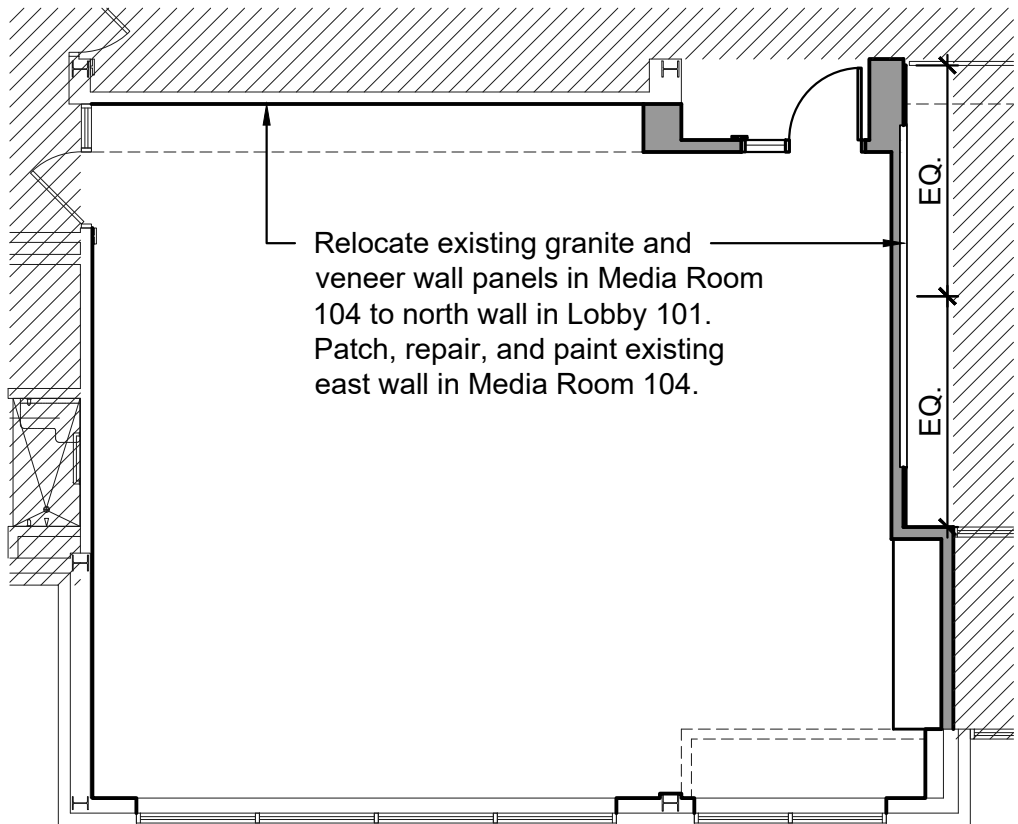 Relocate existing granite and
veneer wall panels in Media Room
104 to north wall in Lobby 101.
Patch, repair, and paint existing
east wall in Media Room 104.
EQ.
EQ.